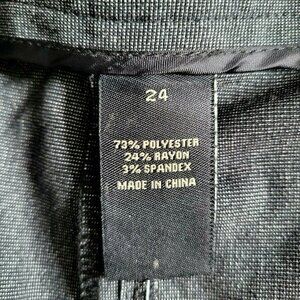 24
73% POLYESTER
24% RAYON
3% SPANDEX
MADE IN CHINA